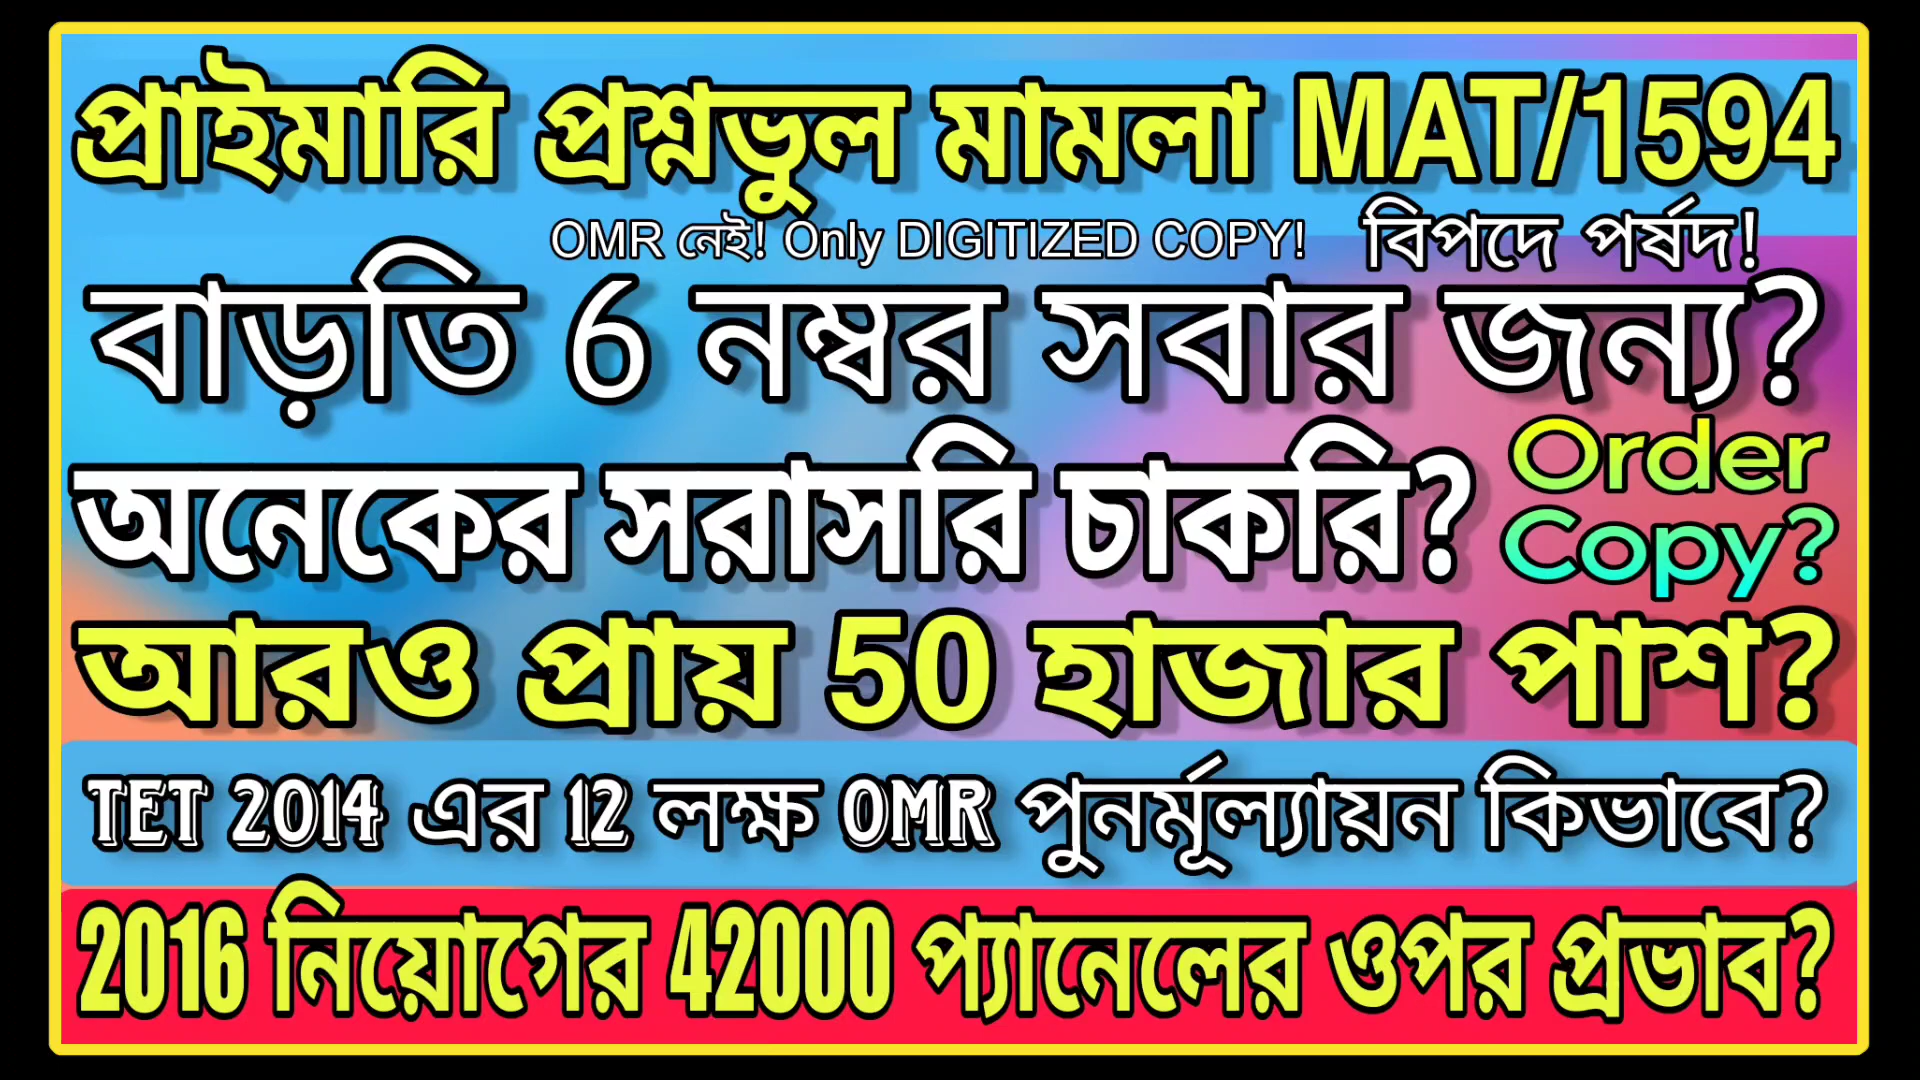 প্রাইমারি প্রশ্নভুল মামলা MAT/1594
OMR নেই! Only DIGITIZED COPY! বিপদে পর্ষদ!
বাড়তি 6 নম্বর সবার জন্য?
অনেকের সরাসরি চাকরি?
Order
Copy?
আরও প্রায় 50 হাজার পাশ?
TET 2014 এর 12 লক্ষ OMR পুনর্মূল্যায়ন কিভাবে?
2016 নিয়োগের 42000 প্যানেলের ওপর প্রভাব?